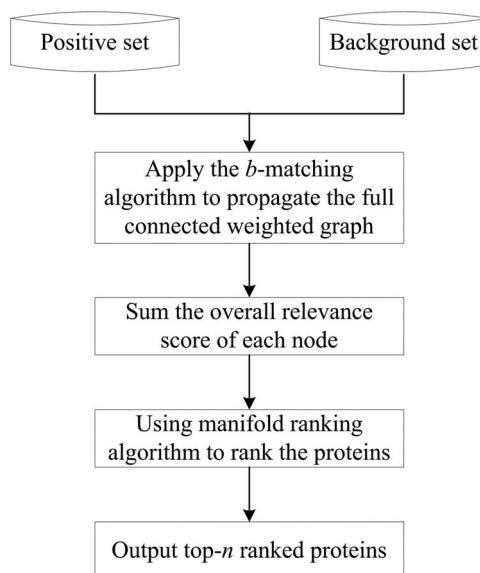 Positive set
Background set
Apply the b-matching
algorithm to propagate the full
connected weighted graph
Sum the overall relevance
score of each node
Using manifold ranking
algorithm to rank the proteins
Output top-n ranked proteins